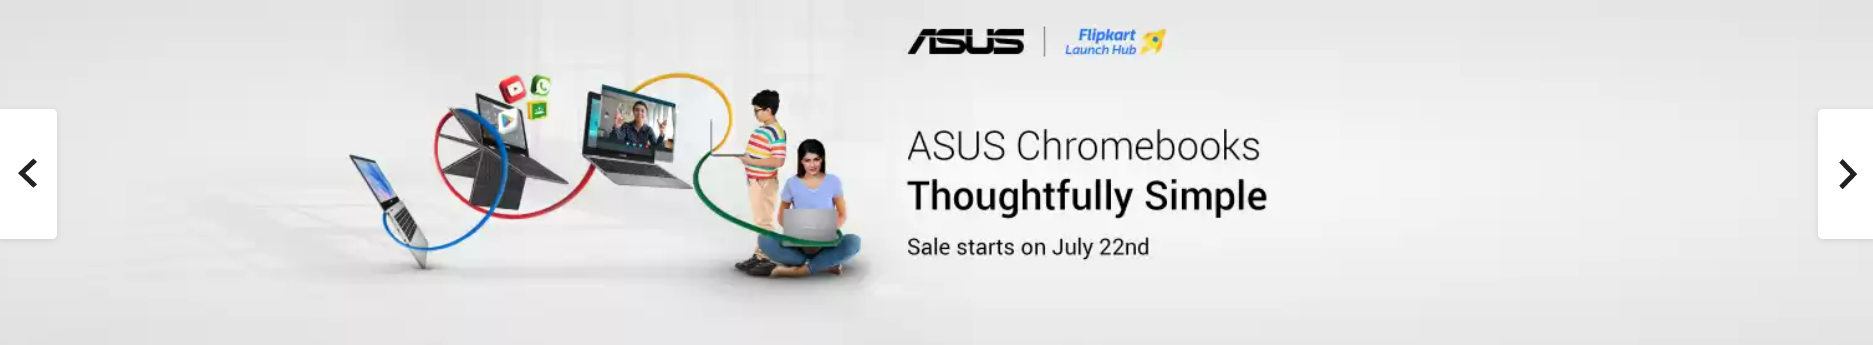 ASUS
Flipkart
Launch Hub
ASUS Chromebooks
Thoughtfully Simple
Sale starts on July 22nd